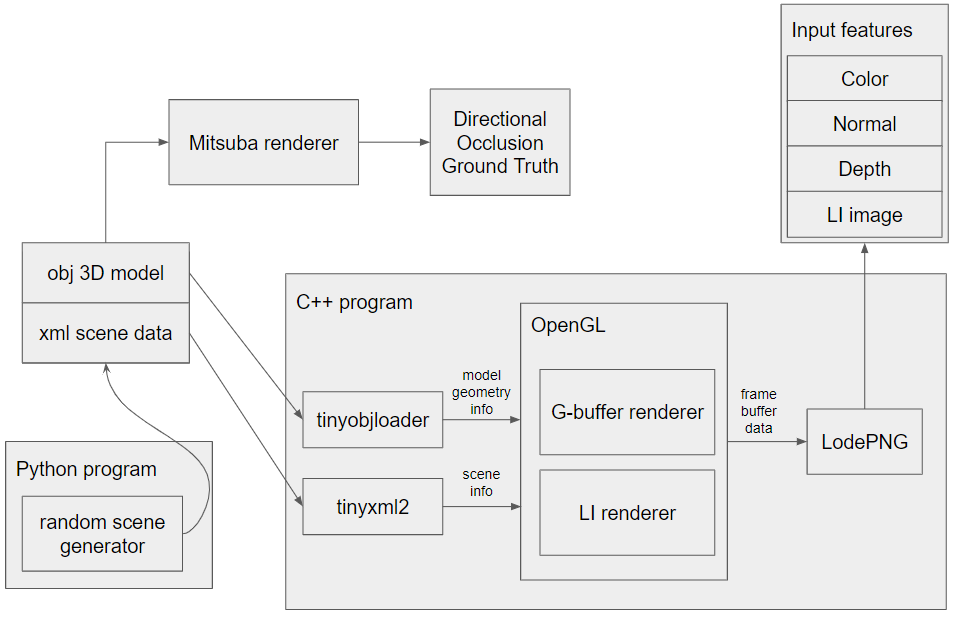 Input features
Color
Normal
Depth
LI image
Mitsuba renderer
Directional
Occlusion
Ground Truth
obj 3D model
xml scene data
Python program
random scene
generator
C++ program
tinyobjloader
tinyxml2
model
geometry
info
scene
info
OpenGL
G-buffer renderer
LI renderer
frame
buffer
data
LodePNG